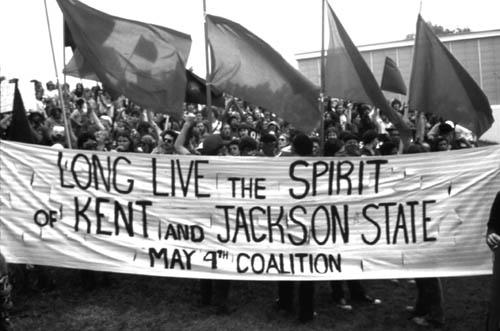 LONG LIVE THE SPIRIT
OF KENT AND JACKSON STATE
MAY 4TH COALITION